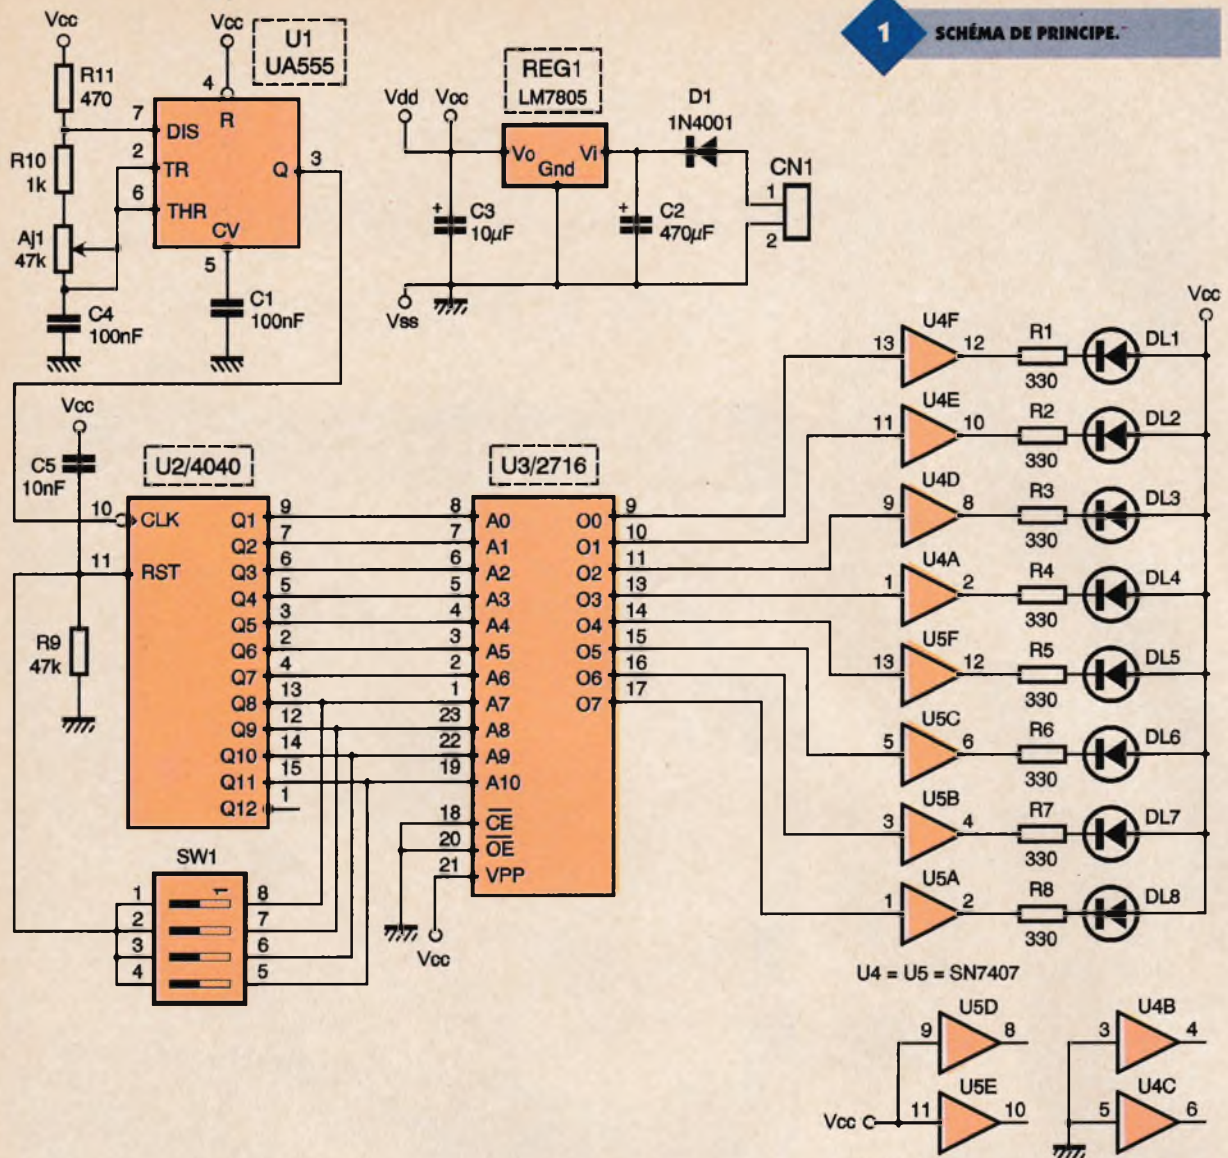 1 SCHÉMA DE PRINCIPE.
Vcc
R11
470
R10
1k
Aj1
47k
C4
100nF
Vcc
4
U1
UA555
7
DIS
R
2
TR
Q
3
6
THR
CV
5
C1
100nF
Vdd
Vcc
REG1
LM7805
D1
1N4001
Vo
Vi
Gnd
CN1
1
2
+
C3
10µF
+
C2
470µF
Vss
Vcc
C5
10nF
R9
47k
U2/4040
10
CLK
11
RST
Q1
9
Q2
7
Q3
6
Q4
5
Q5
3
Q6
2
Q7
4
Q8
13
Q9
12
Q10
14
Q11
15
Q12
1
U3/2716
8
A0
7
A1
6
A2
5
A3
4
A4
3
A5
2
A6
1
A7
23
A8
22
A9
19
A10
18
CE
20
OE
21
VPP
Vcc
O0
9
O1
10
O2
11
O3
13
O4
14
O5
15
O6
16
O7
17
SW1
1
1
8
2
7
3
6
4
5
Vcc
U4F
13
12
R1
330
DL1
U4E
11
10
R2
330
DL2
U4D
9
8
R3
330
DL3
U4A
1
2
R4
330
DL4
U5F
13
12
R5
330
DL5
U5C
5
6
R6
330
DL6
U5B
3
4
R7
330
DL7
U5A
1
2
R8
330
DL8
U4 = U5 = SN7407
U5D
9
8
U5E
Vcc
11
10
U4B
3
4
U4C
5
6